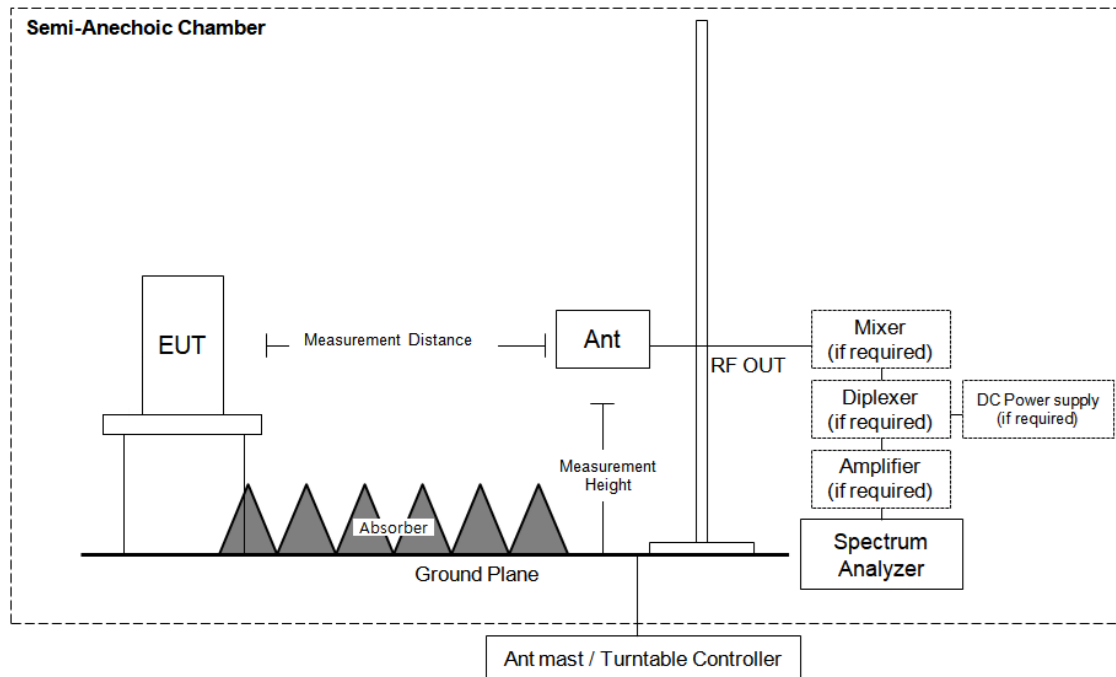 Semi-Anechoic Chamber
EUT
Measurement Distance
Ant
RF OUT
Mixer
(if required)
Diplexer
(if required)
DC Power supply
(if required)
Amplifier
(if required)
Measurement
Height
Absorber
Spectrum
Analyzer
Ground Plane
Ant mast / Turntable Controller